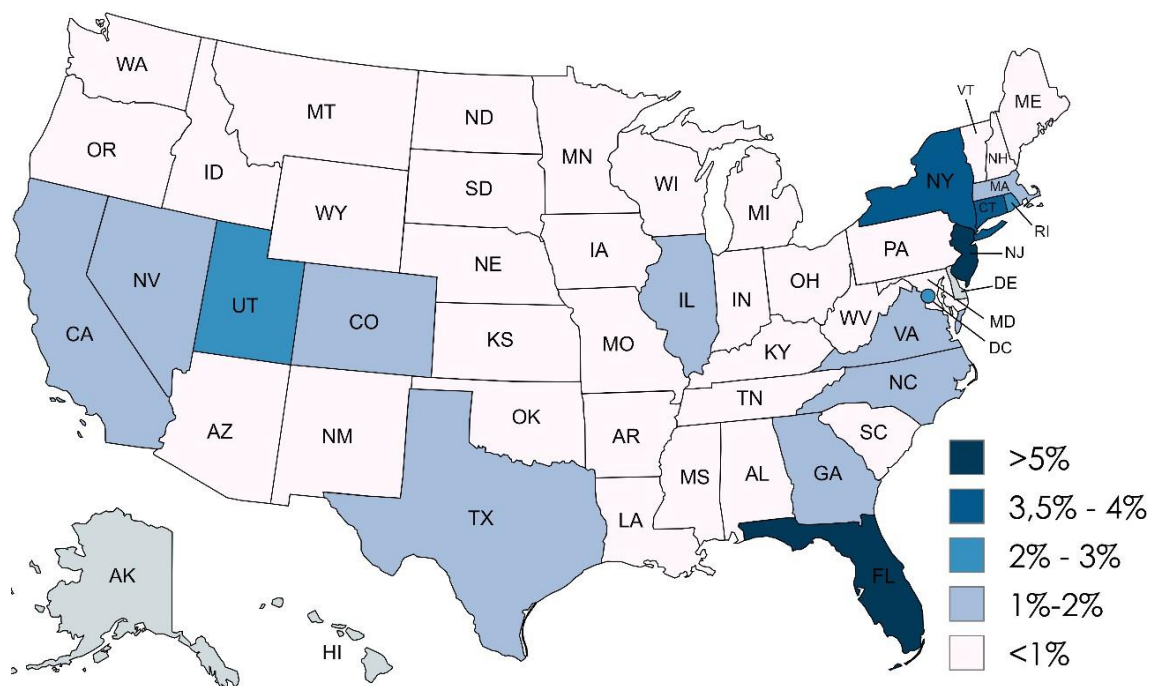 WA
MT
ND
MN
VT
ME
OR
ID
SD
WI
MI
NH
NY
MA
WY
CT
RI
IA
PA
NJ
NE
NV
UT
CO
IL
IN
OH
DE
CA
KS
MO
WV
VA
MD
KY
DC
TN
NC
AZ
NM
OK
AR
SC
MS
AL
GA
TX
LA
FL
AK
HI
>5%
3,5% - 4%
2% - 3%
1%-2%
<1%